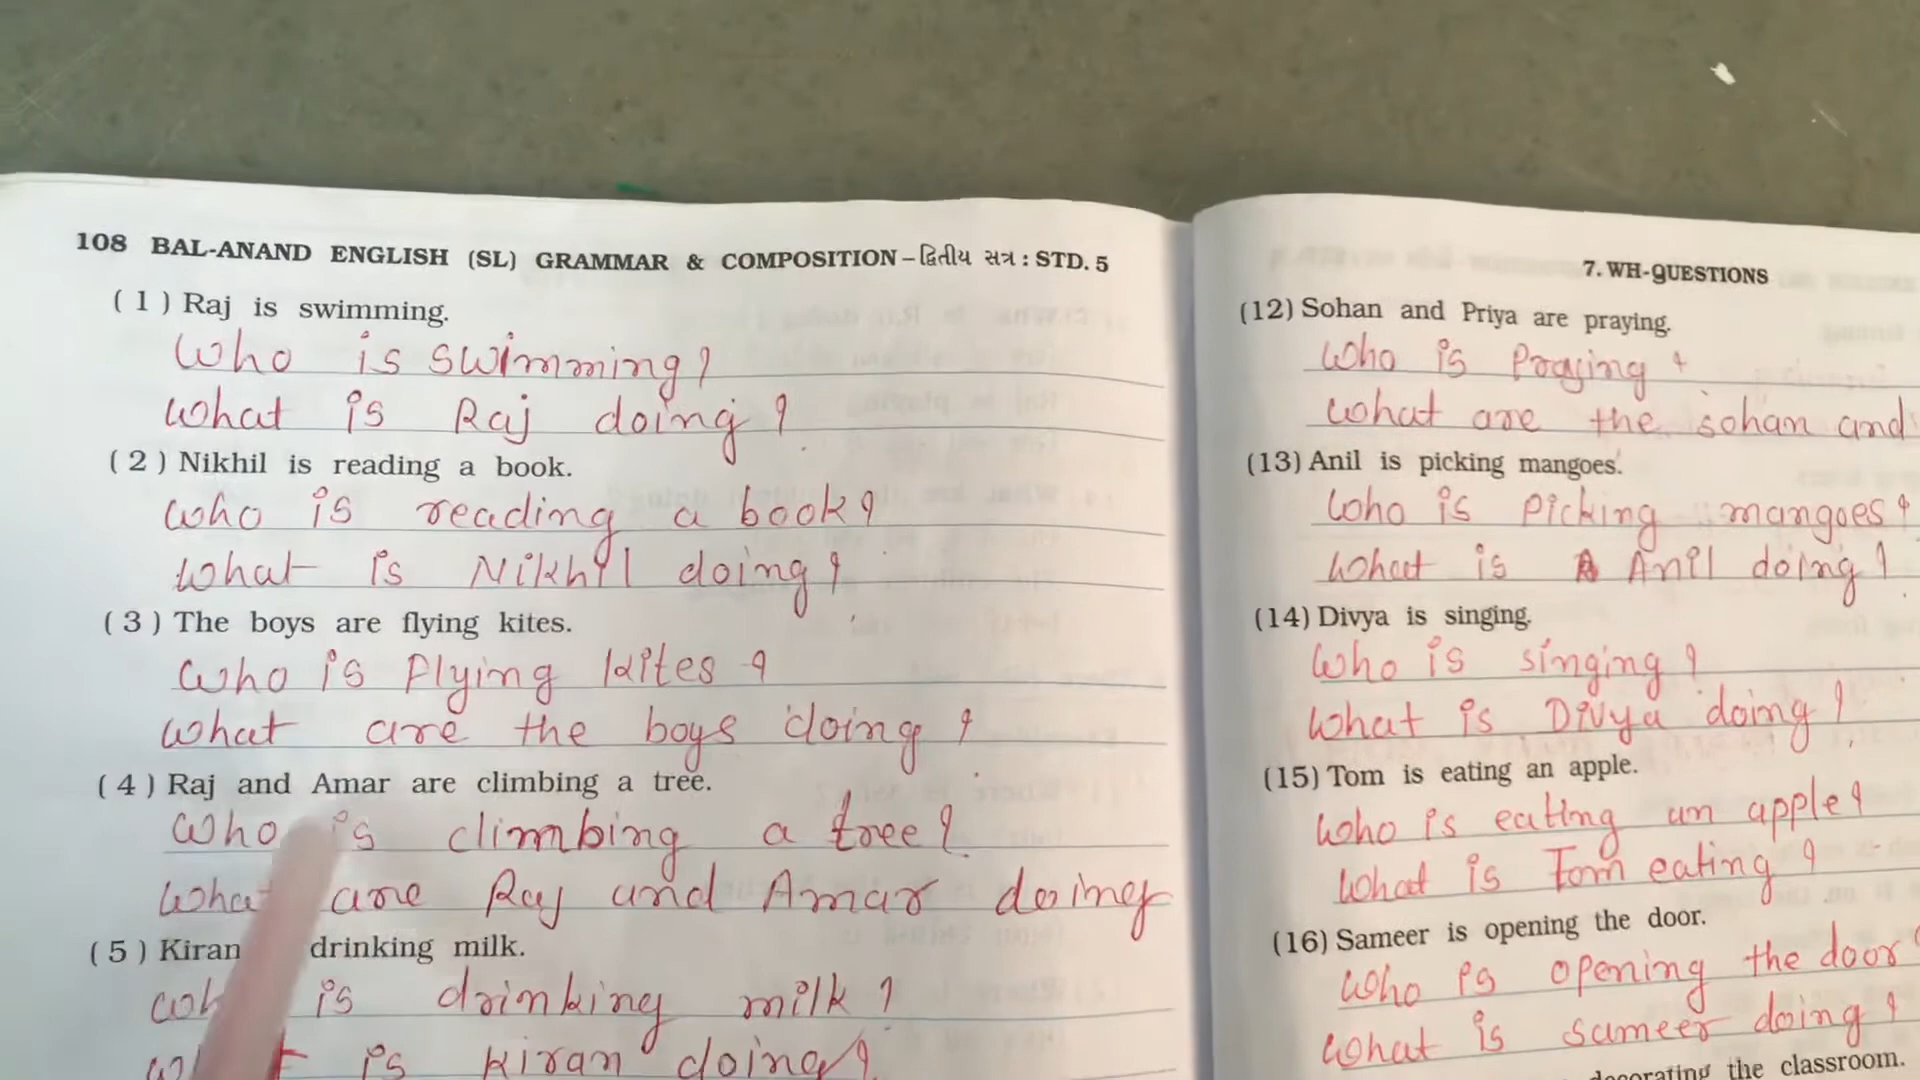 108 BAL-ANAND ENGLISH (SL) GRAMMAR & COMPOSITION – દ્વિતીય સત્ર : STD. 5
( 1 ) Raj is swimming.
Who is swimming?
What is Raj doing?
( 2 ) Nikhil is reading a book.
Who is reading a book?
What is Nikhil doing?
( 3 ) The boys are flying kites.
Who is Flying kites?
What are the boys doing?
( 4 ) Raj and Amar are climbing a tree.
Who is climbing a tree?
What are Raj and Amar doing
( 5 ) Kiran drinking milk.
is drinking milk?
is Kiran doing?
7. WH-QUESTIONS
(12) Sohan and Priya are praying.
Who is Praying ?
What are the sohan and
(13) Anil is picking mangoes.
Who is Picking mangoes?
What is Anil doing?
(14) Divya is singing.
Who is singing?
What is Divya doing?
(15) Tom is eating an apple.
Who is eating an apple?
What is Tom eating?
(16) Sameer is opening the door.
Who is opening the door
What is Sameer doing?
decorating the classroom.